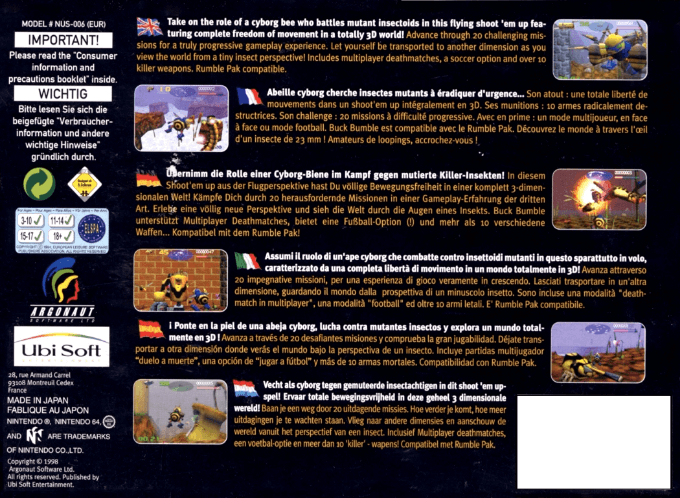 MODEL # NUS-006 (EUR)
IMPORTANT!
Please read the "Consumer
information and
precautions booklet" inside.
WICHTIG
Bitte lesen Sie sich die
beigefügte "Verbraucher-
information und andere
wichtige Hinweise"
gründlich durch.
3-10 ✓ 11-14 ✓
15-17 ✓ 18+ ✓
ELSPA
ARGONAUT
SOFTWARE LTD
Ubi Soft
28, rue Armand Carrel
93108 Montreuil Cedex
France
MADE IN JAPAN
FABLIQUE AU JAPON
NINTENDO ®, NINTENDO 64,
AND ARE TRADEMARKS
OF NINTENDO CO.,LTD.
Copyright © 1998
Argonaut Software Ltd.
All rights reserved. Published by
Ubi Soft Entertainment.
Take on the role of a cyborg bee who battles mutant insectoids in this flying shoot 'em up fea-
turing complete freedom of movement in a totally 3D world! Advance through 20 challenging mis-
sions for a truly progressive gameplay experience. Let yourself be transported to another dimension as you
view the world from a tiny insect perspective! Includes multiplayer deathmatches, a soccer option and over 10
killer weapons. Rumble Pak compatible.
Abeille cyborg cherche insectes mutants à éradiquer d'urgence... Son atout : une totale liberté de
mouvements dans un shoot'em up intégralement en 3D. Ses munitions : 10 armes radicalement de-
structrices. Son challenge : 20 missions à difficulté progressive. Avec en prime : un mode multijoueur, en face
à face ou mode football. Buck Bumble est compatible avec le Rumble Pak. Découvrez le monde à travers l'œil
d'un insecte de 23 mm ! Amateurs de loopings, accrochez-vous !
Übernimm die Rolle einer Cyborg-Biene im Kampf gegen mutierte Killer-Insekten! In diesem
Shoot'em up aus der Flugperspektive hast Du völlige Bewegungsfreiheit in einer komplett 3-dimen-
sionalen Welt! Kämpfe Dich durch 20 herausfordernde Missionen in einer Gameplay-Erfahrung der dritten
Art. Erlebe eine völlig neue Perspektive und sieh die Welt durch die Augen eines Insekts. Buck Bumble
unterstützt Multiplayer Deathmatches, bietet eine Fußball-Option (!) und mehr als 10 verschiedene
Waffen... Kompatibel mit dem Rumble Pak!
Assumi il ruolo di un'ape cyborg che combatte contro insettoidi mutanti in questo sparattutto in volo,
caratterizzato da una completa libertà di movimento in un mondo totalmente in 3D! Avanza attraverso
20 impegnative missioni, per una esperienza di gioco veramente in crescendo. Lasciati trasportare in un'altra
dimensione, guardando il mondo dalla prospettiva di un minuscolo insetto. Sono incluse una modalità "death-
match in multiplayer", una modalità "football" ed oltre 10 armi letali. E' Rumble Pak compatibile.
¡ Ponte en la piel de una abeja cyborg, lucha contra mutantes insectos y explora un mundo total-
mente en 3D ! Avanza a través de 20 desafiantes misiones y comprueba la gran jugabilidad. Déjate trans-
portar a otra dimensión donde verás el mundo bajo la perspectiva de un insecto. Incluye partidas multijugador
"duelo a muerte", una opción de "jugar a fútbol" y más de 10 armas mortales. Compatibilidad con Rumble Pak.
Vecht als cyborg tegen gemuteerde insectachtigen in dit shoot 'em up-
spel! Ervaar totale bewegingsvrijheid in deze geheel 3 dimensionale
wereld! Baan je een weg door 20 uitdagende missies. Hoe verder je komt, hoe meer
uitdagingen je te wachten staan. Vlieg naar andere dimensies en aanschouw de
wereld vanuit het perspectief van een insect. Inclusief Multiplayer deathmatches,
een voetbal-optie en meer dan 10 'killer' - wapens! Compatibel met Rumble Pak.